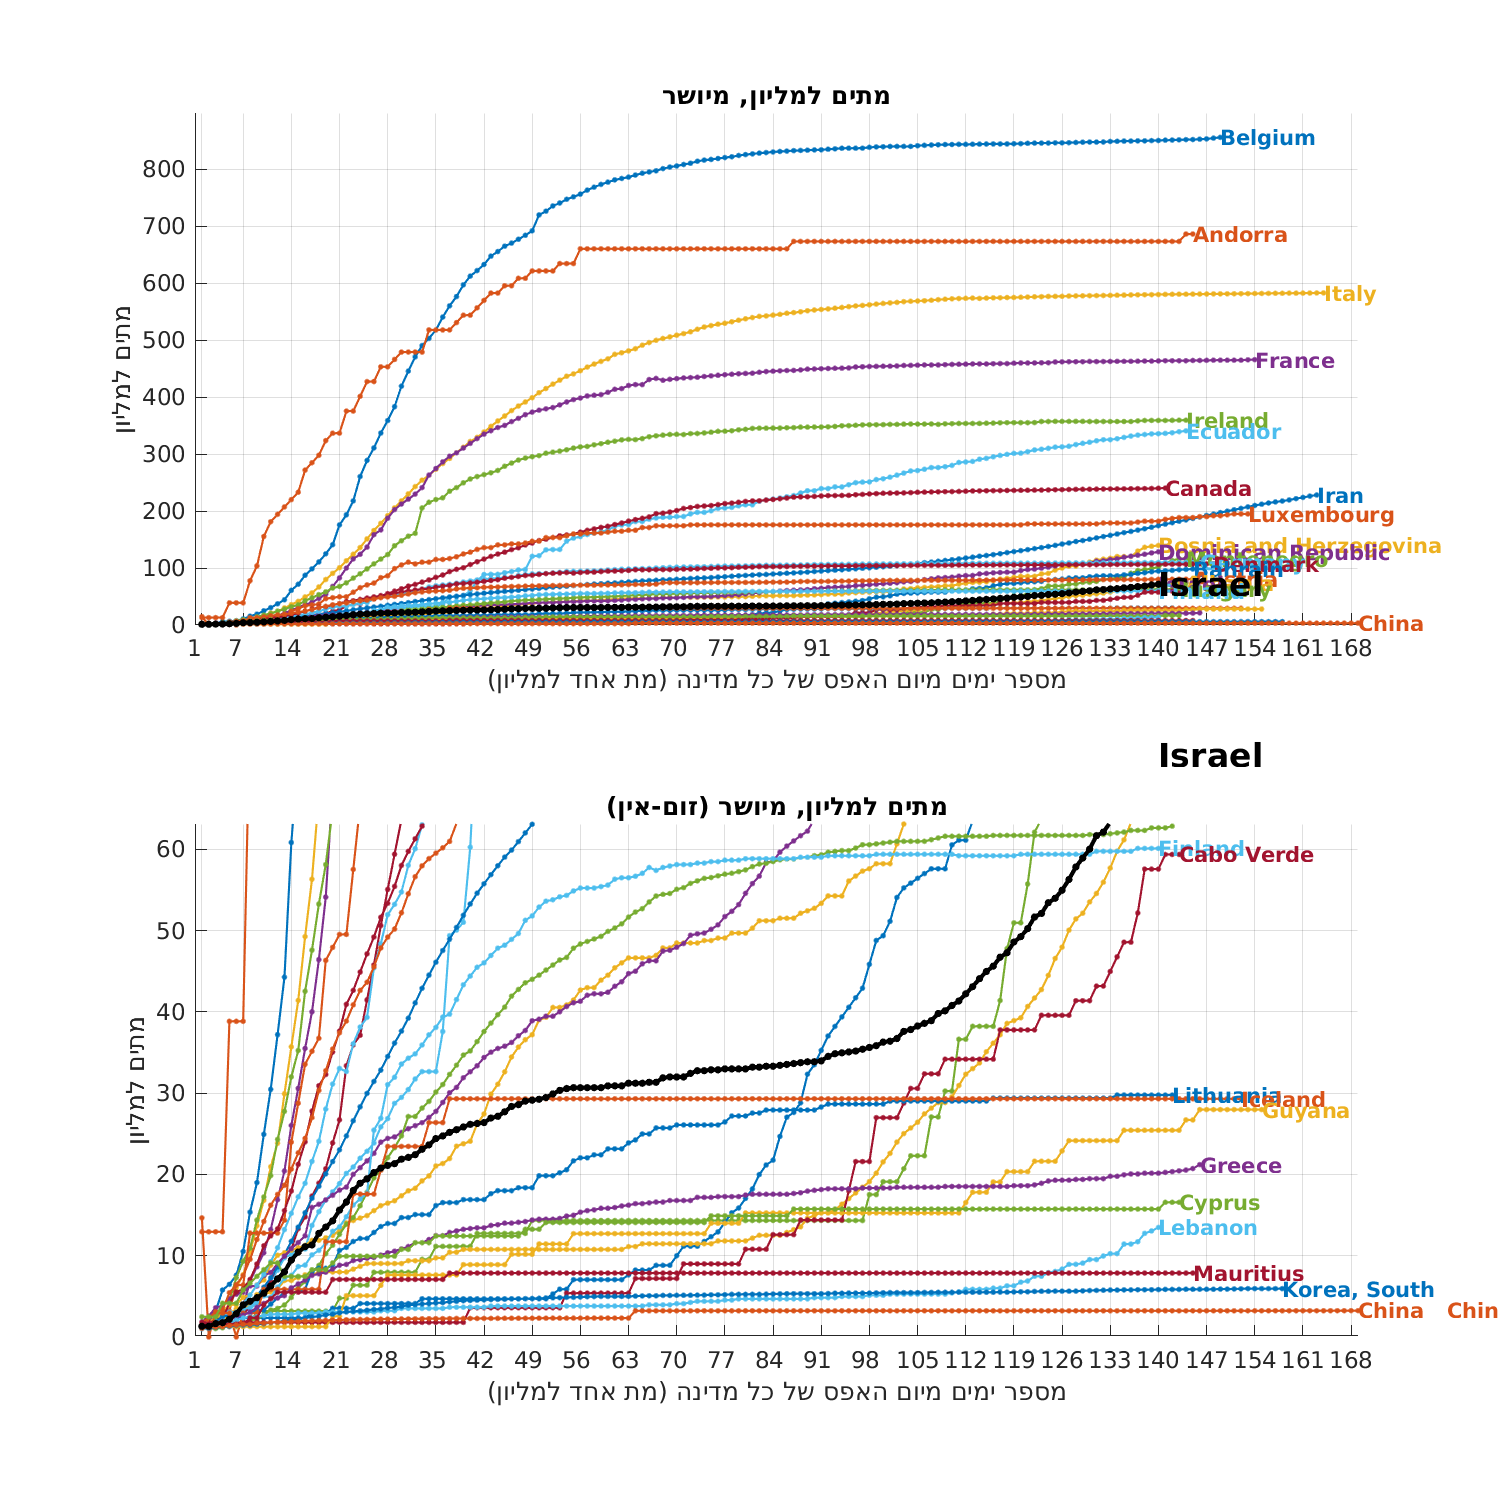 מתים למליון, מיושר
מתים למליון
800
700
600
500
400
300
200
100
0
Belgium
Andorra
Italy
France
Ireland
Ecuador
Canada
Iran
Luxembourg
Bosnia and Herzegovina
Dominican Republic
Denmark
Israel
China
1 7 14 21 28 35 42 49 56 63 70 77 84 91 98 105 112 119 126 133 140 147 154 161 168
מספר ימים מיום האפס של כל מדינה (מת אחד למליון)
Israel
מתים למליון, מיושר (זום-אין)
מתים למליון
60
50
40
30
20
10
0
Finland
Cabo Verde
Lithuania
Iceland
Guyana
Greece
Cyprus
Lebanon
Mauritius
Korea, South
China Chin
1 7 14 21 28 35 42 49 56 63 70 77 84 91 98 105 112 119 126 133 140 147 154 161 168
מספר ימים מיום האפס של כל מדינה (מת אחד למליון)